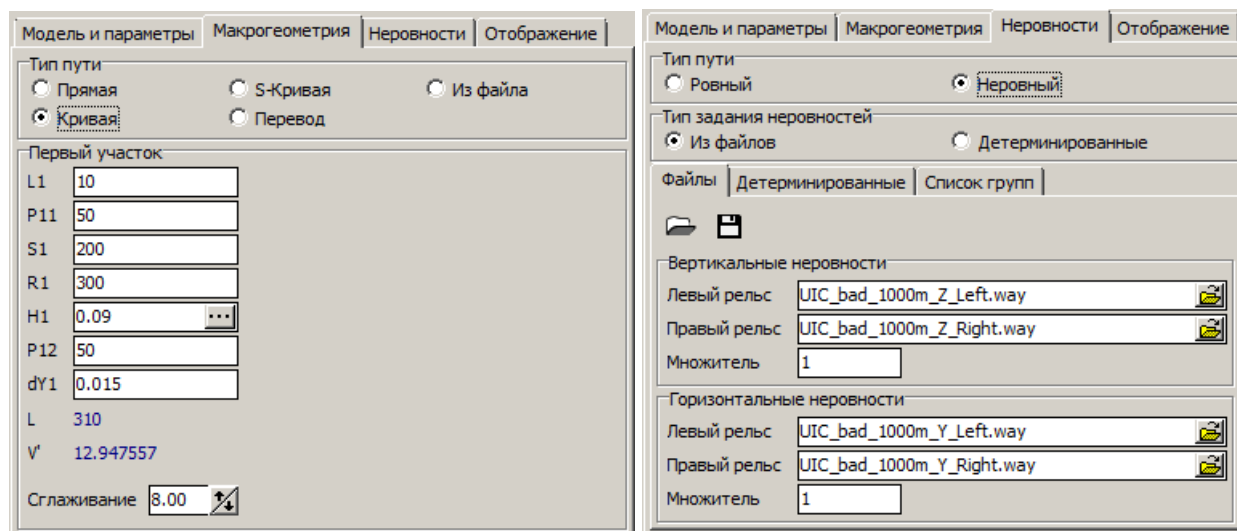 Модель и параметры Макрогеометрия Неровности Отображение
Тип пути
Прямая S-Кривая Из файла
Кривая Перевод
Первый участок
L1 10
P11 50
S1 200
R1 300
H1 0.09 ...
P12 50
dY1 0.015
L 310
V' 12.947557
Сглаживание 8.00
Модель и параметры Макрогеометрия Неровности Отображение
Тип пути
Ровный Неровный
Тип задания неровностей
Из файлов Детерминированные
Файлы Детерминированные Список групп
Вертикальные неровности
Левый рельс UIC_bad_1000m_Z_Left.way
Правый рельс UIC_bad_1000m_Z_Right.way
Множитель 1
Горизонтальные неровности
Левый рельс UIC_bad_1000m_Y_Left.way
Правый рельс UIC_bad_1000m_Y_Right.way
Множитель 1